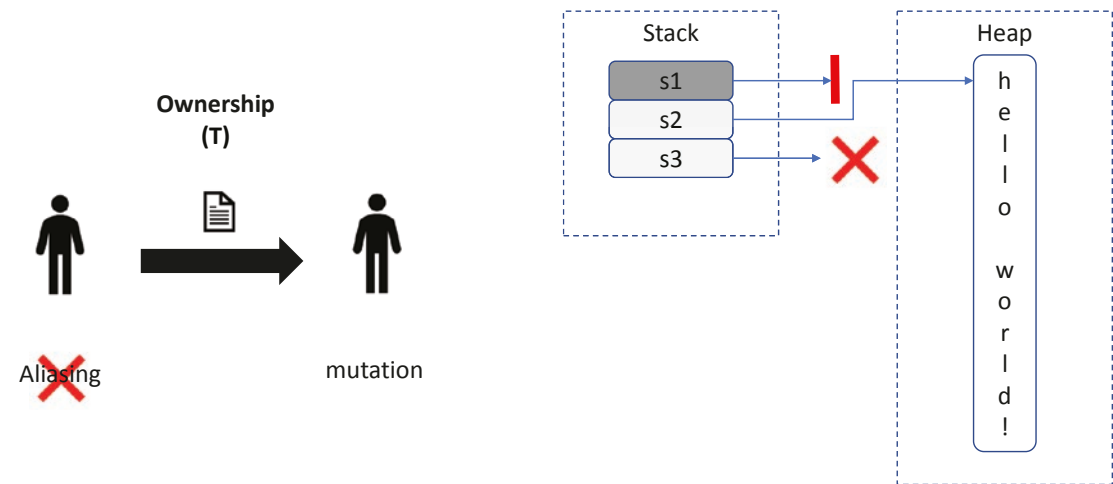 Ownership
(T)
Aliasing
mutation
Stack
s1
s2
s3
Heap
h
e
l
l
o
w
o
r
l
d
!